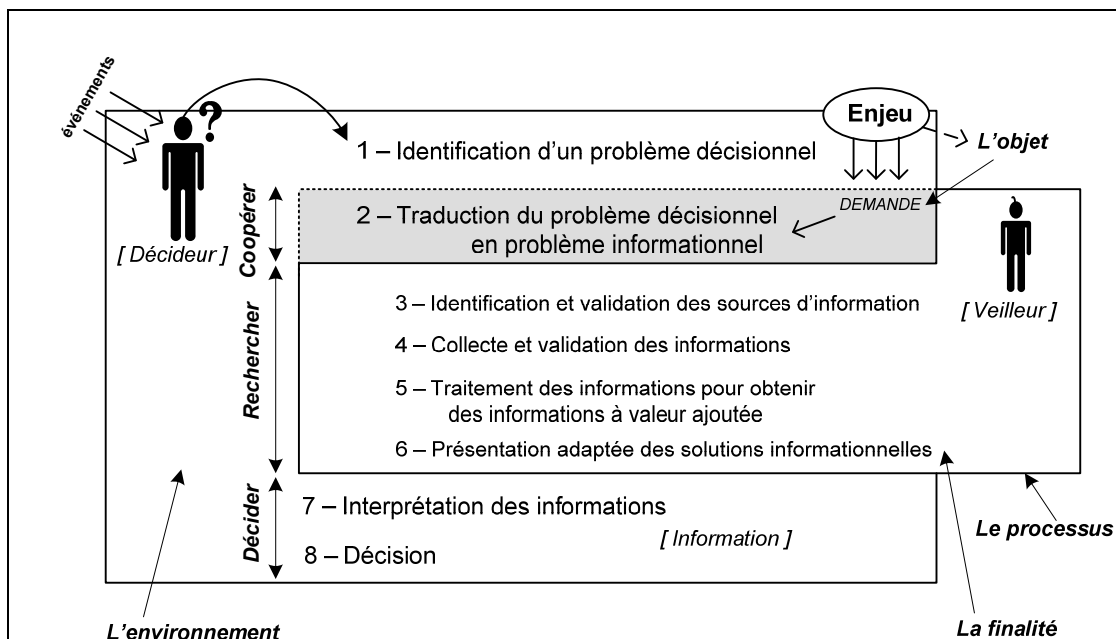 événements
?
Enjeu
1 – Identification d'un problème décisionnel
L'objet
DEMANDE
2 – Traduction du problème décisionnel
en problème informationnel
Coopérer
[ Décideur ]
[ Veilleur ]
3 – Identification et validation des sources d'information
4 – Collecte et validation des informations
5 – Traitement des informations pour obtenir
des informations à valeur ajoutée
6 – Présentation adaptée des solutions informationnelles
Rechercher
7 – Interprétation des informations
[ Information ]
8 – Décision
Décider
Le processus
L'environnement
La finalité